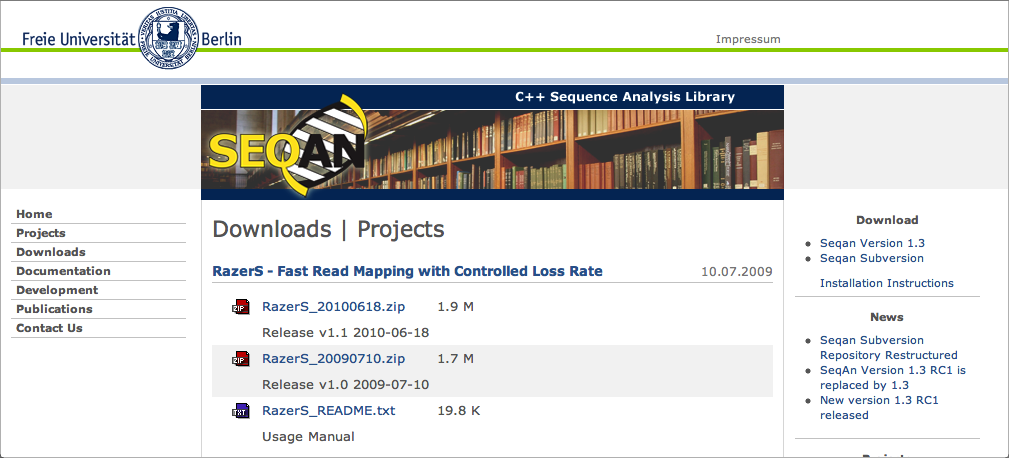 Freie Universität Berlin
Impressum
C++ Sequence Analysis Library
SEQAN
Home
Projects
Downloads
Documentation
Development
Publications
Contact Us
Downloads | Projects
RazerS - Fast Read Mapping with Controlled Loss Rate 10.07.2009
ZIP RazerS_20100618.zip 1.9 M
Release v1.1 2010-06-18
ZIP RazerS_20090710.zip 1.7 M
Release v1.0 2009-07-10
TXT RazerS_README.txt 19.8 K
Usage Manual
Download
Seqan Version 1.3
Seqan Subversion
Installation Instructions
News
Seqan Subversion
Repository Restructured
SeqAn Version 1.3 RC1 is
replaced by 1.3
New version 1.3 RC1
released